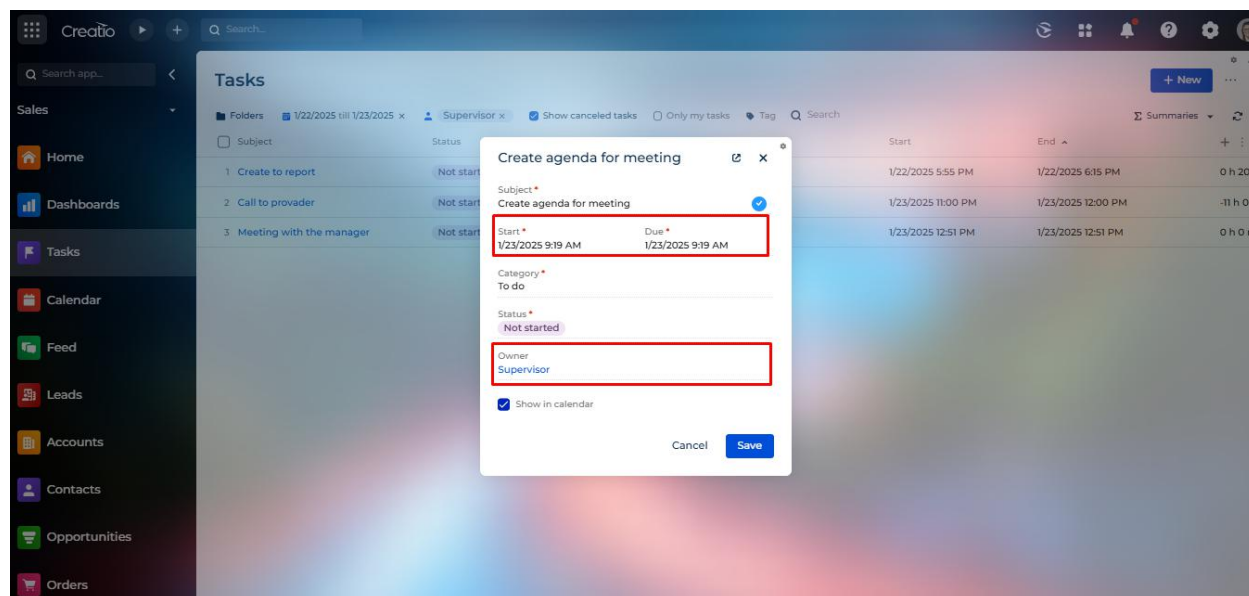 Creatio
Search...
Search app...
Sales
Home
Dashboards
Tasks
Calendar
Feed
Leads
Accounts
Contacts
Opportunities
Orders
Tasks
+ New
Folders 1/22/2025 till 1/23/2025 × Supervisor × Show canceled tasks Only my tasks Tag Search Σ Summaries
Subject Status Start End
1 Create to report Not start 1/22/2025 5:55 PM 1/22/2025 6:15 PM 0 h 20
2 Call to provader Not start 1/23/2025 11:00 PM 1/23/2025 12:00 PM -11 h 0
3 Meeting with the manager Not start 1/23/2025 12:51 PM 1/23/2025 12:51 PM 0 h 0
Create agenda for meeting
Subject *
Create agenda for meeting
Start * Due *
1/23/2025 9:19 AM 1/23/2025 9:19 AM
Category *
To do
Status *
Not started
Owner
Supervisor
Show in calendar
Cancel Save